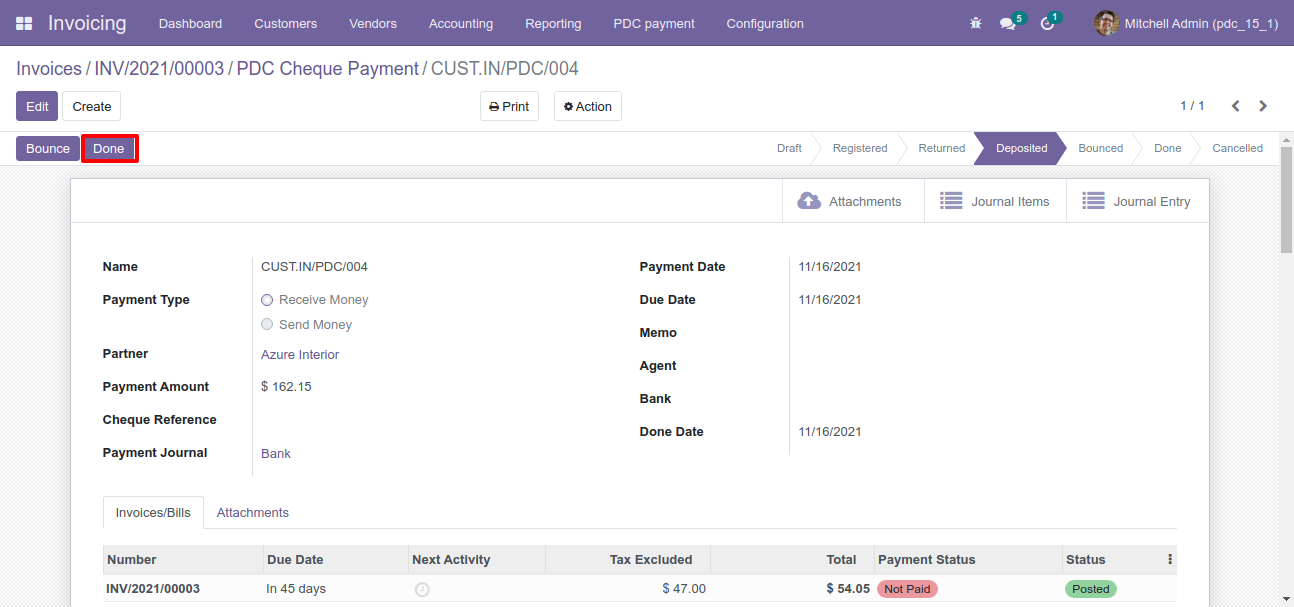 Invoicing Dashboard Customers Vendors Accounting Reporting PDC payment Configuration 5 1 Mitchell Admin (pdc_15_1)
Invoices / INV/2021/00003 / PDC Cheque Payment / CUST.IN/PDC/004
Edit Create Print Action 1 / 1
Bounce Done Draft Registered Returned Deposited Bounced Done Cancelled
Attachments Journal Items Journal Entry
Name CUST.IN/PDC/004 Payment Date 11/16/2021
Payment Type Receive Money Due Date 11/16/2021
Send Money Memo
Partner Azure Interior Agent
Payment Amount $ 162.15 Bank
Cheque Reference Done Date 11/16/2021
Payment Journal Bank
Invoices/Bills Attachments
Number Due Date Next Activity Tax Excluded Total Payment Status Status
INV/2021/00003 In 45 days $ 47.00 $ 54.05 Not Paid Posted